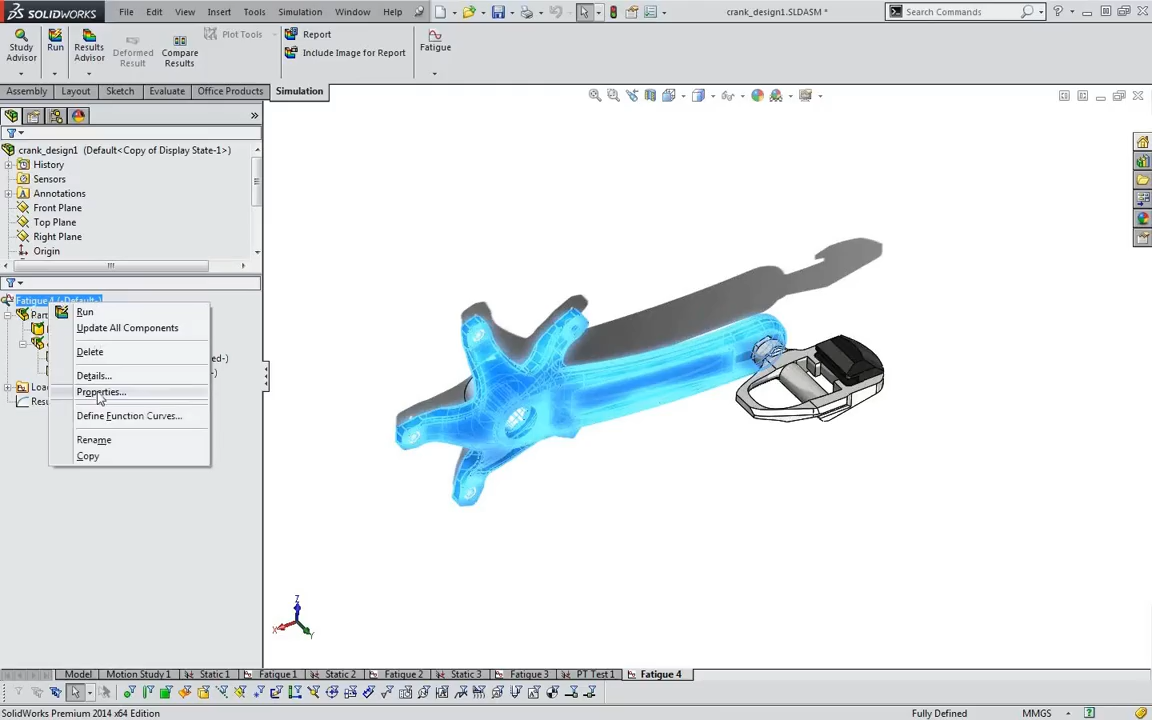 SOLIDWORKS
File Edit View Insert Tools Simulation Window Help
crank_design1.SLDASM *
Search Commands
Study Advisor
Run
Results Advisor
Deformed Result
Compare Results
Plot Tools
Report
Include Image for Report
Fatigue
Assembly Layout Sketch Evaluate Office Products Simulation
crank_design1 (Default<Copy of Display State-1>)
History
Sensors
Annotations
Front Plane
Top Plane
Right Plane
Origin
Fatigue 4 (-Default-)
Run
Update All Components
Delete
Details...
Properties...
Define Function Curves...
Rename
Copy
Z
X
Y
Model Motion Study 1 Static 1 Fatigue 1 Static 2 Fatigue 2 Static 3 Fatigue 3 PT Test 1 Fatigue 4
SolidWorks Premium 2014 x64 Edition
Fully Defined
MMGS